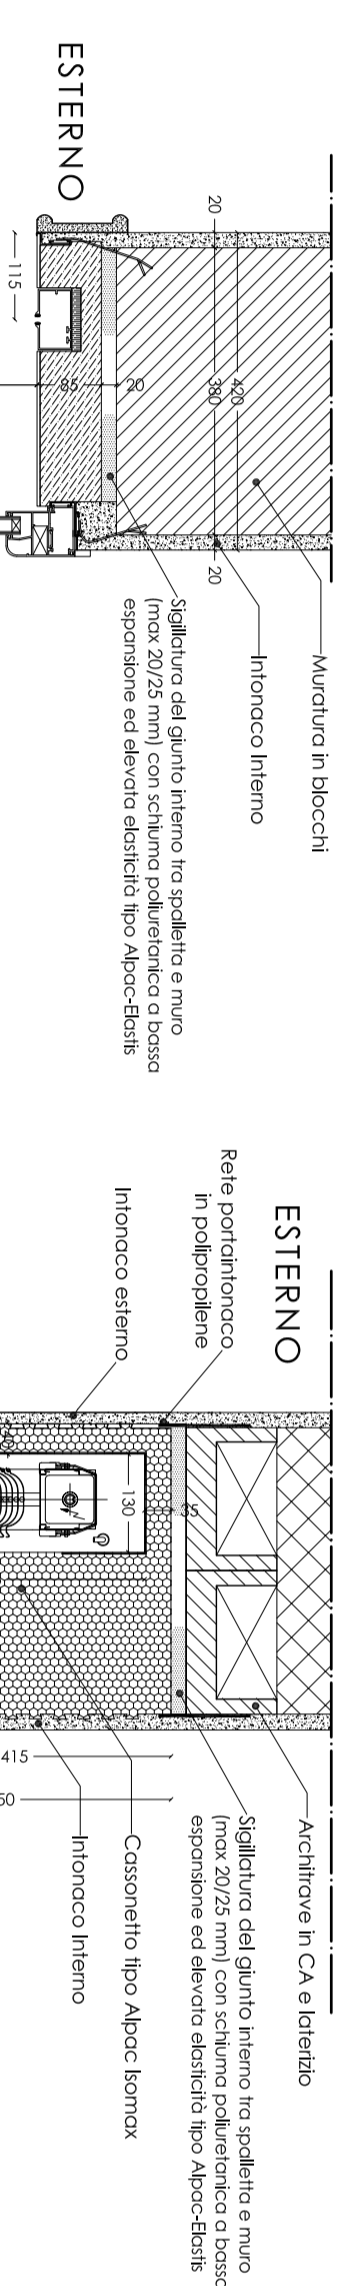 ESTERNO
20
420
380
20
20
85
115
Muratura in blocchi
Intonaco Interno
Sigillatura del giunto interno tra spalletta e muro
(max 20/25 mm) con schiuma poliuretanica a bassa
espansione ed elevata elasticità tipo Alpac-Elastis
ESTERNO
Rete portaintonaco
in polipropilene
Intonaco esterno
35
130
40
415
Architrave in CA e laterizio
Sigillatura del giunto interno tra spalletta e muro
(max 20/25 mm) con schiuma poliuretanica a bassa
espansione ed elevata elasticità tipo Alpac-Elastis
Cassonetto tipo Alpac Isomax
Intonaco Interno